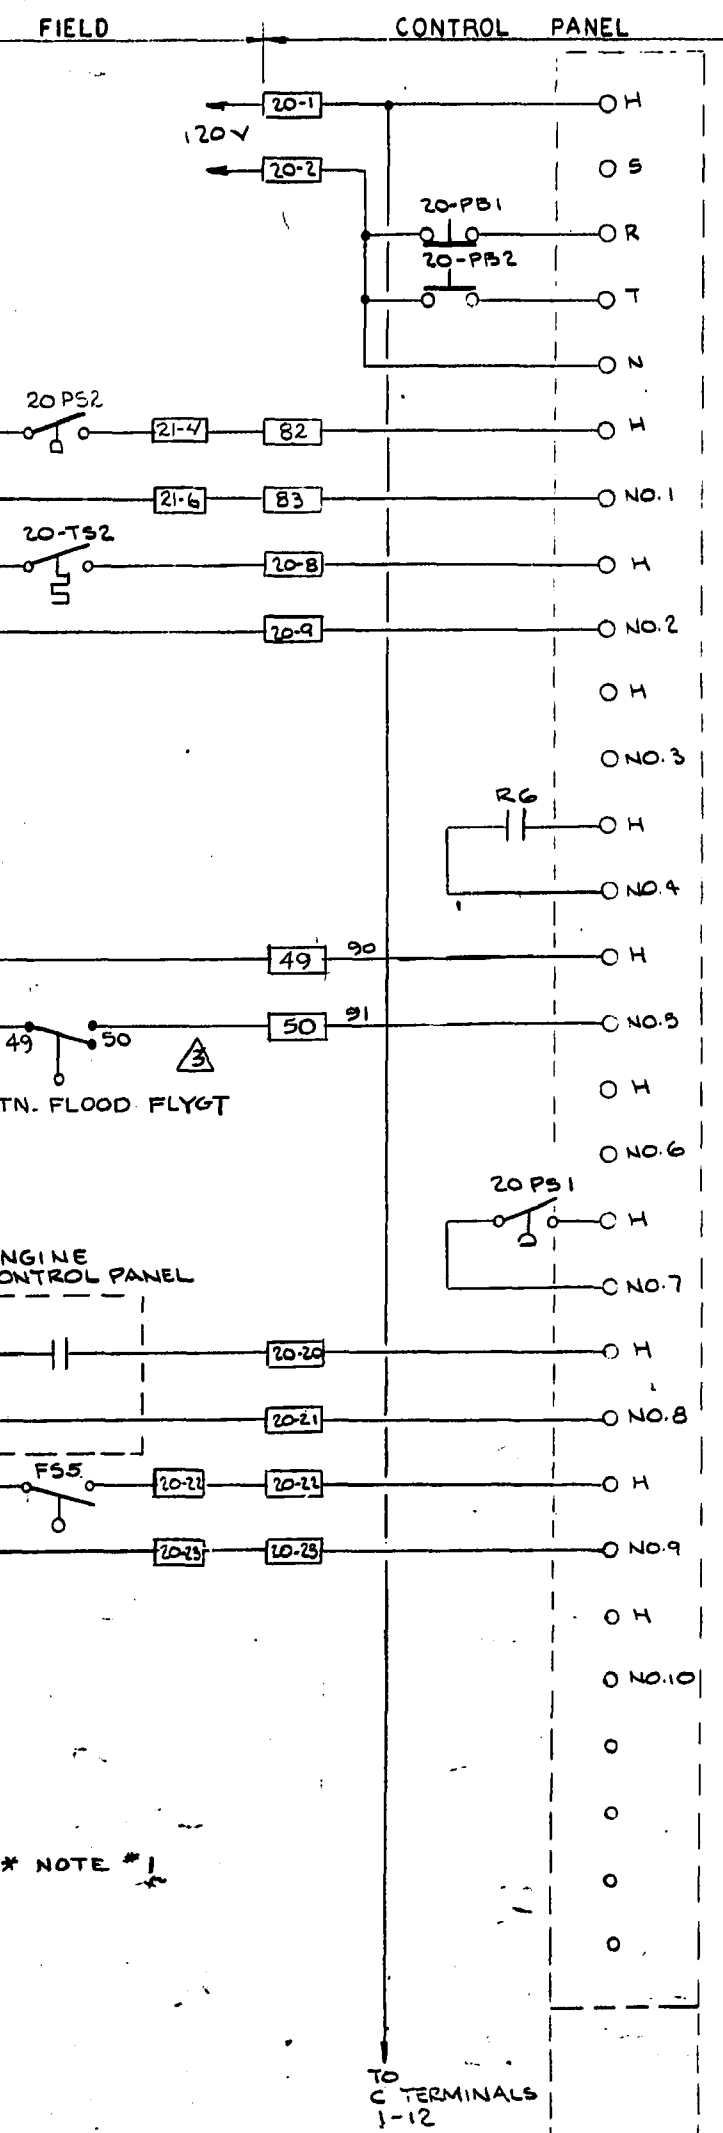 FIELD CONTROL PANEL
20-1 H
120V
20-2 S
20-PB1
R
20-PB2
T
N
20 PS2
21-4 82 H
21-6 83 NO.1
20-TS2
20-8 H
20-9 NO.2
H
NO.3
R6
H
NO.4
49 90 H
49 50 50 91 NO.5
3
TN. FLOOD FLYGT
H
NO.6
20 PS1
H
NGINE
ONTROL PANEL
NO.7
20-20 H
20-21 NO.8
FS5
20-22 20-22 H
20-23 20-23 NO.9
H
NO.10
* NOTE #1
TO
C TERMINALS
1-12